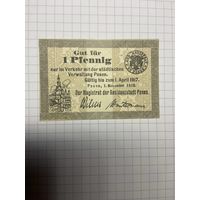 Gut für
1 Pfennig
nur im Verkehr mit der städtischen
Verwaltung Posen.
Gültig bis zum 1. April 1917.
Posen, 1. November 1916.
Der Magistrat der Residenzstadt Posen.